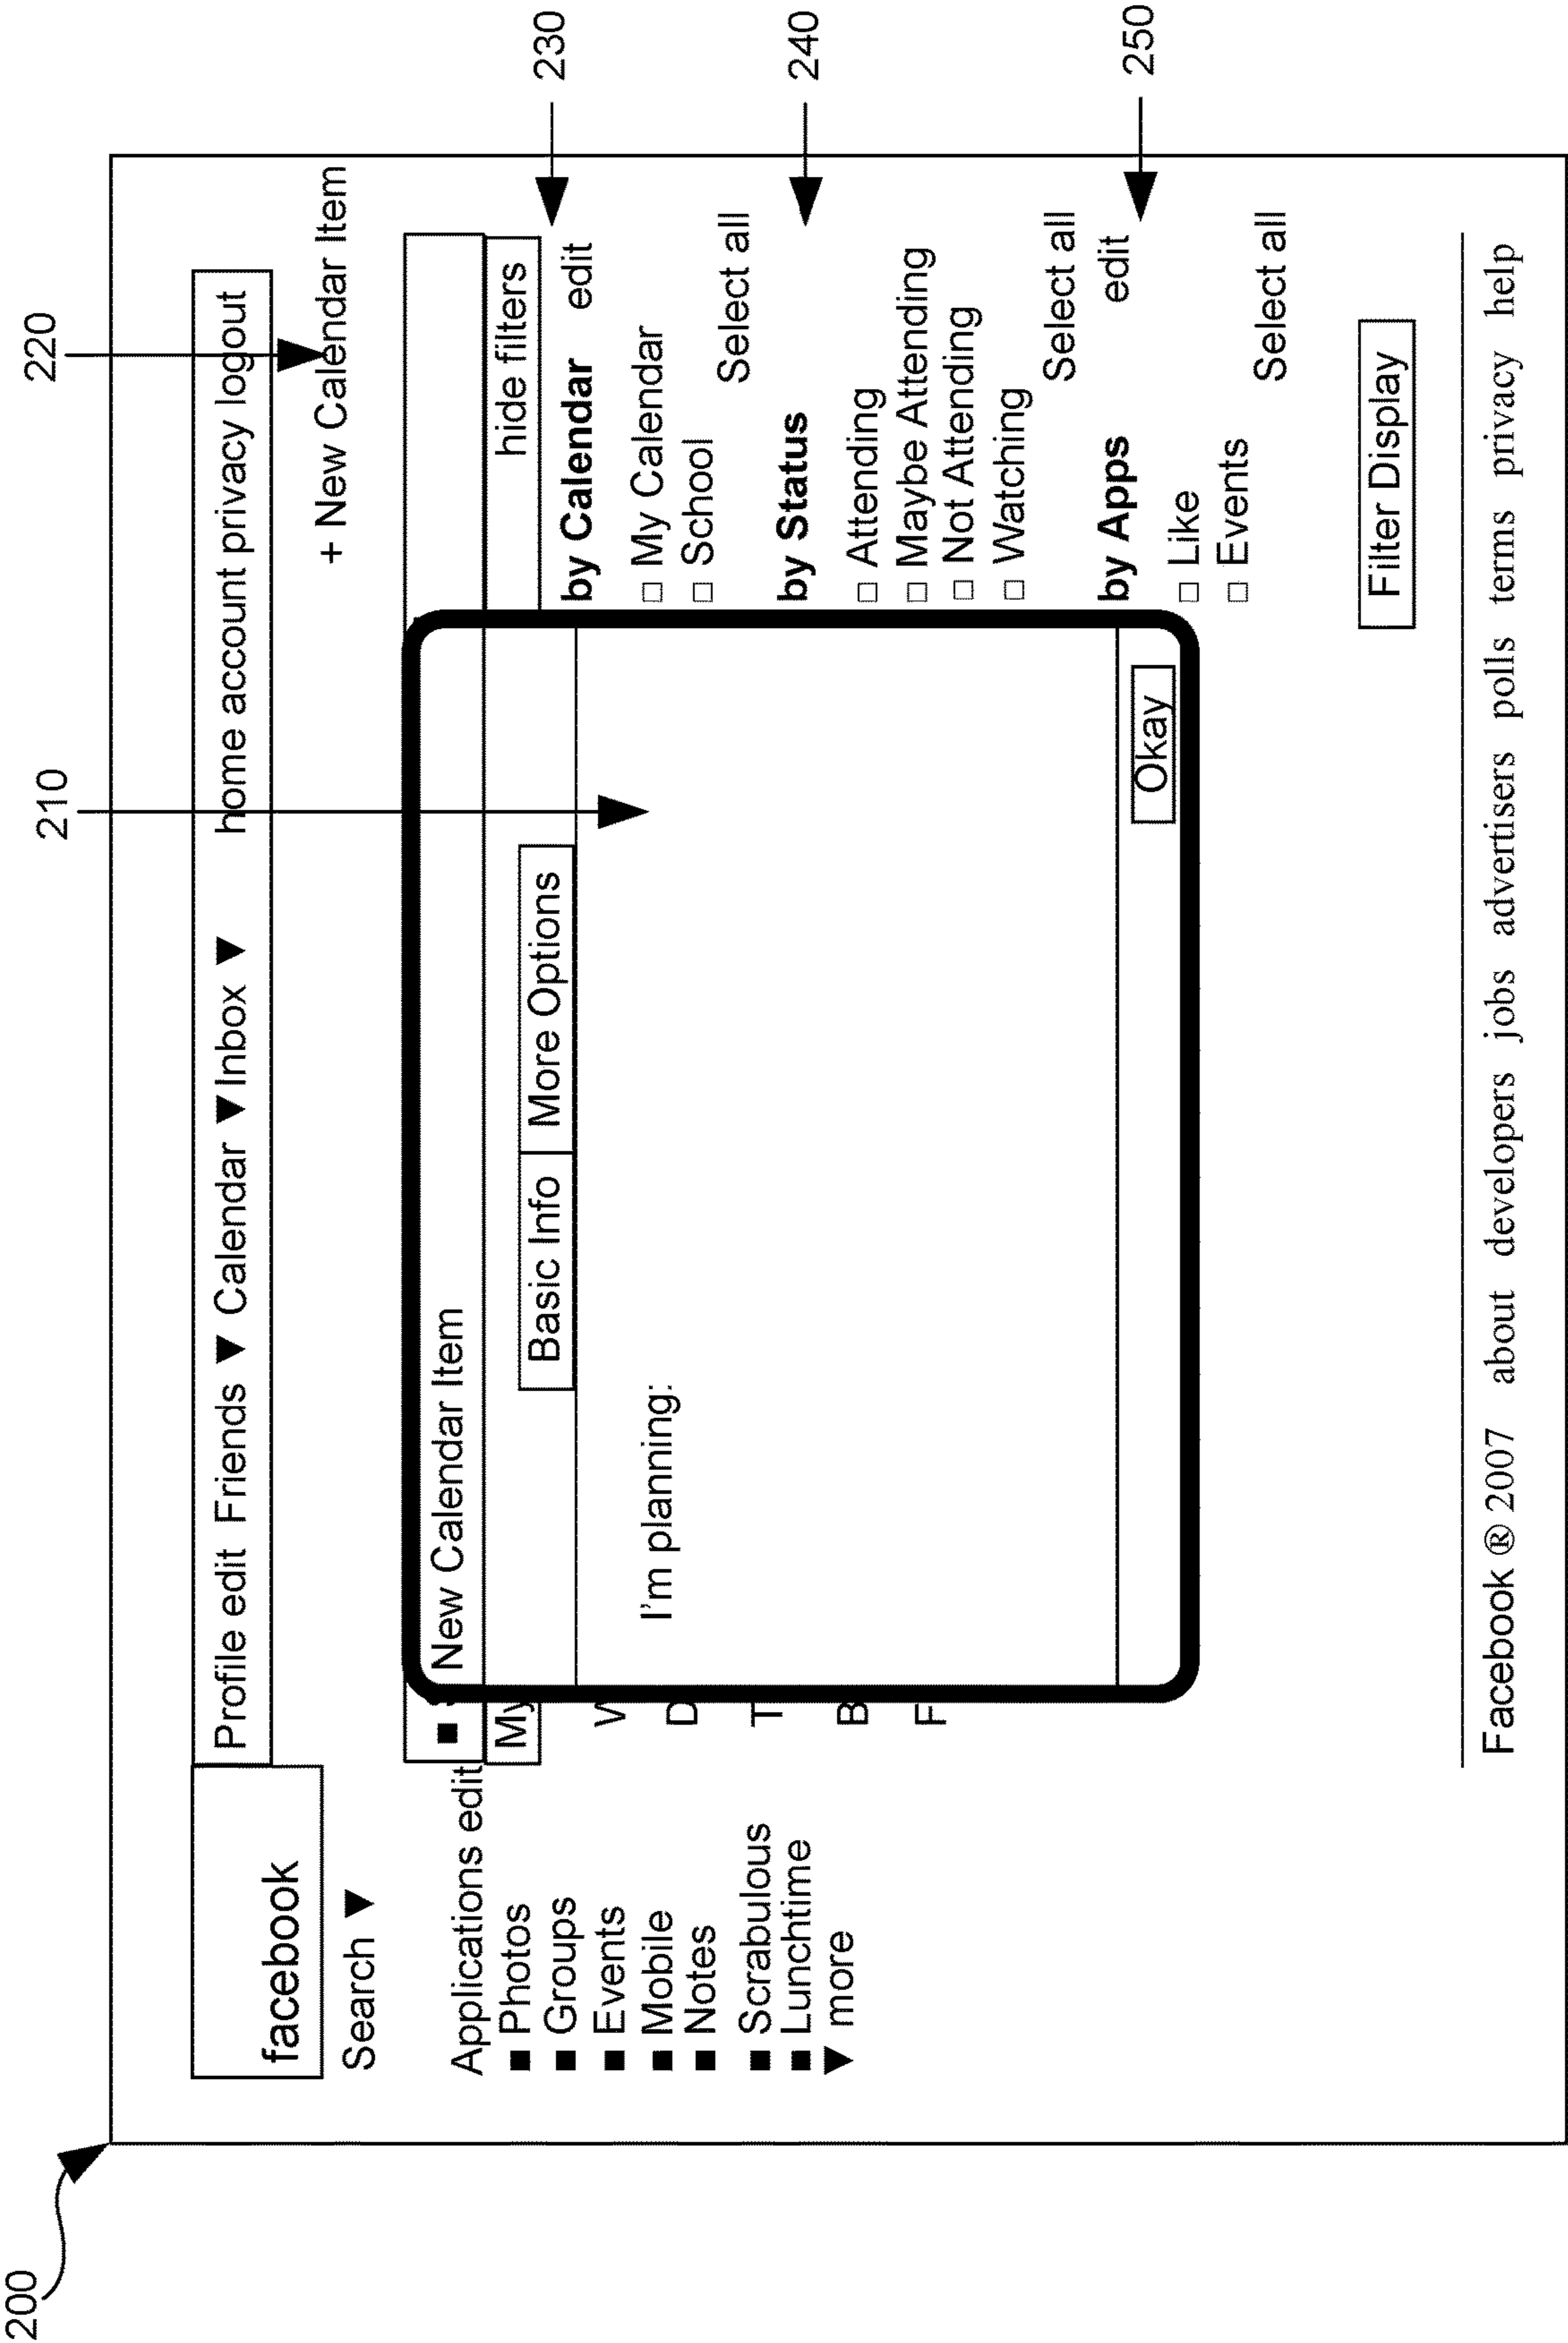 200
210
220
facebook
Profile edit Friends ▼ Calendar ▼ Inbox ▼ home account privacy logout
Search ▼
+ New Calendar Item
Applications edit
■ Photos
■ Groups
■ Events
■ Mobile
■ Notes
■ Scrabulous
■ Lunchtime
▼ more
■ New Calendar Item
My
Basic Info More Options
D
T
B
F
I'm planning:
Okay
hide filters
by Calendar edit
230
□ My Calendar
□ School
Select all
by Status
240
□ Attending
□ Maybe Attending
□ Not Attending
□ Watching
Select all
by Apps edit
250
□ Like
□ Events
Select all
Filter Display
Facebook ® 2007 about developers jobs advertisers polls terms privacy help